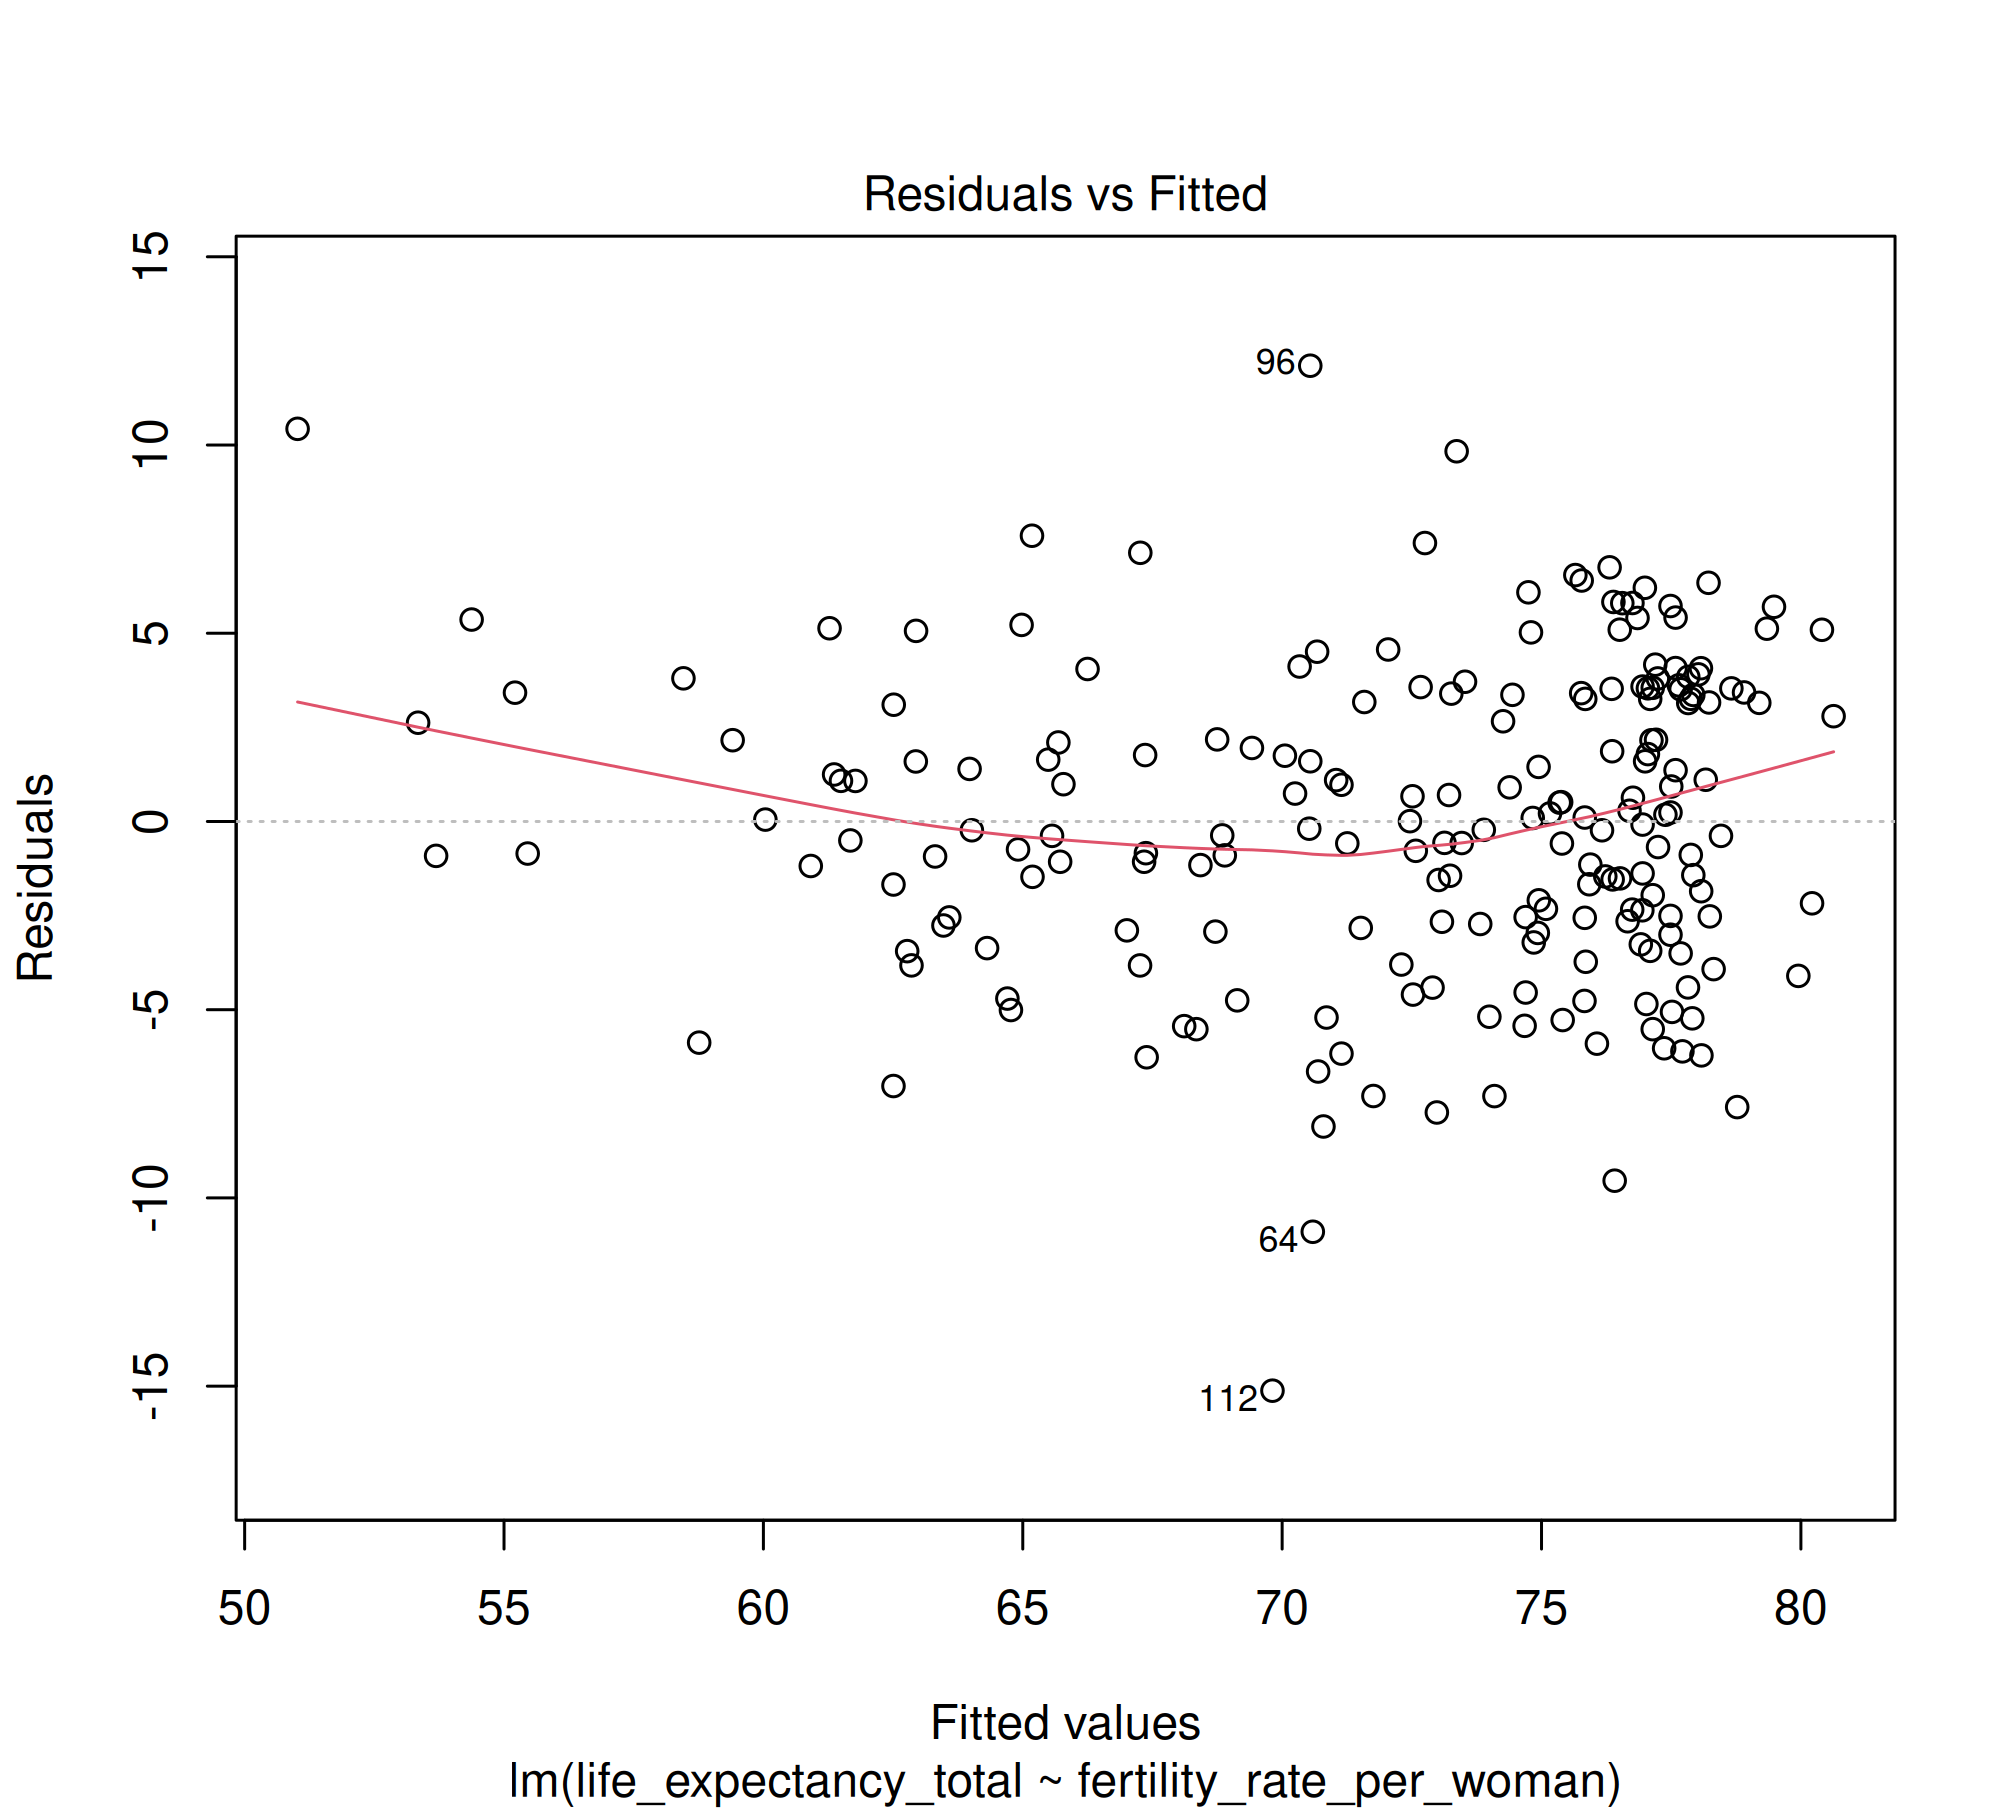 Residuals vs Fitted
15
10
5
0
-5
-10
-15
Residuals
96
64
112
50 55 60 65 70 75 80
Fitted values
lm(life_expectancy_total ~ fertility_rate_per_woman)